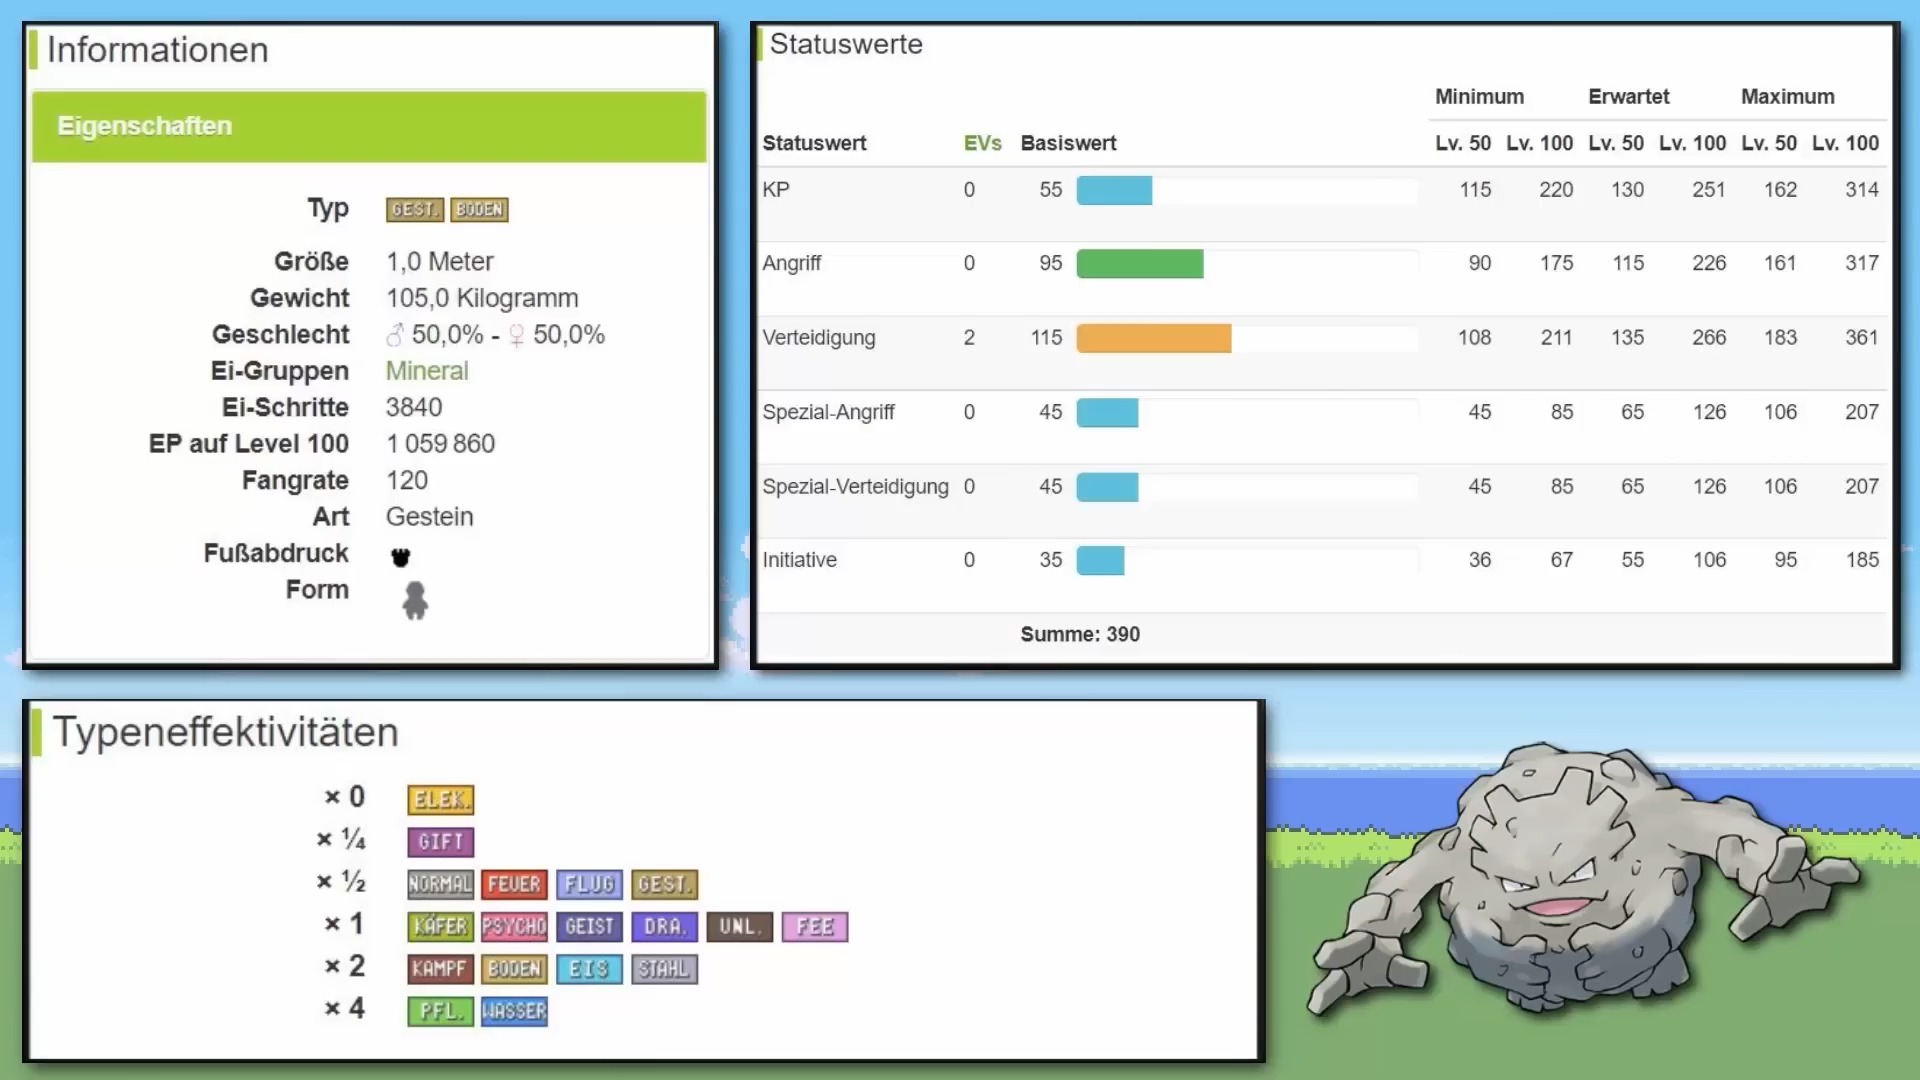 Informationen
Eigenschaften
Typ GEST. BODEN
Größe 1,0 Meter
Gewicht 105,0 Kilogramm
Geschlecht ♂ 50,0% - ♀ 50,0%
Ei-Gruppen Mineral
Ei-Schritte 3840
EP auf Level 100 1 059 860
Fangrate 120
Art Gestein
Fußabdruck
Form
Statuswerte
Minimum Erwartet Maximum
Statuswert EVs Basiswert Lv. 50 Lv. 100 Lv. 50 Lv. 100 Lv. 50 Lv. 100
KP 0 55 115 220 130 251 162 314
Angriff 0 95 90 175 115 226 161 317
Verteidigung 2 115 108 211 135 266 183 361
Spezial-Angriff 0 45 45 85 65 126 106 207
Spezial-Verteidigung 0 45 45 85 65 126 106 207
Initiative 0 35 36 67 55 106 95 185
Summe: 390
Typeneffektivitäten
× 0 ELEK.
× ¼ GIFT
× ½ NORMAL FEUER FLUG GEST.
× 1 KÄFER PSYCHO GEIST DRA. UNL. FEE
× 2 KAMPF BODEN EIS STAHL
× 4 PFL. WASSER